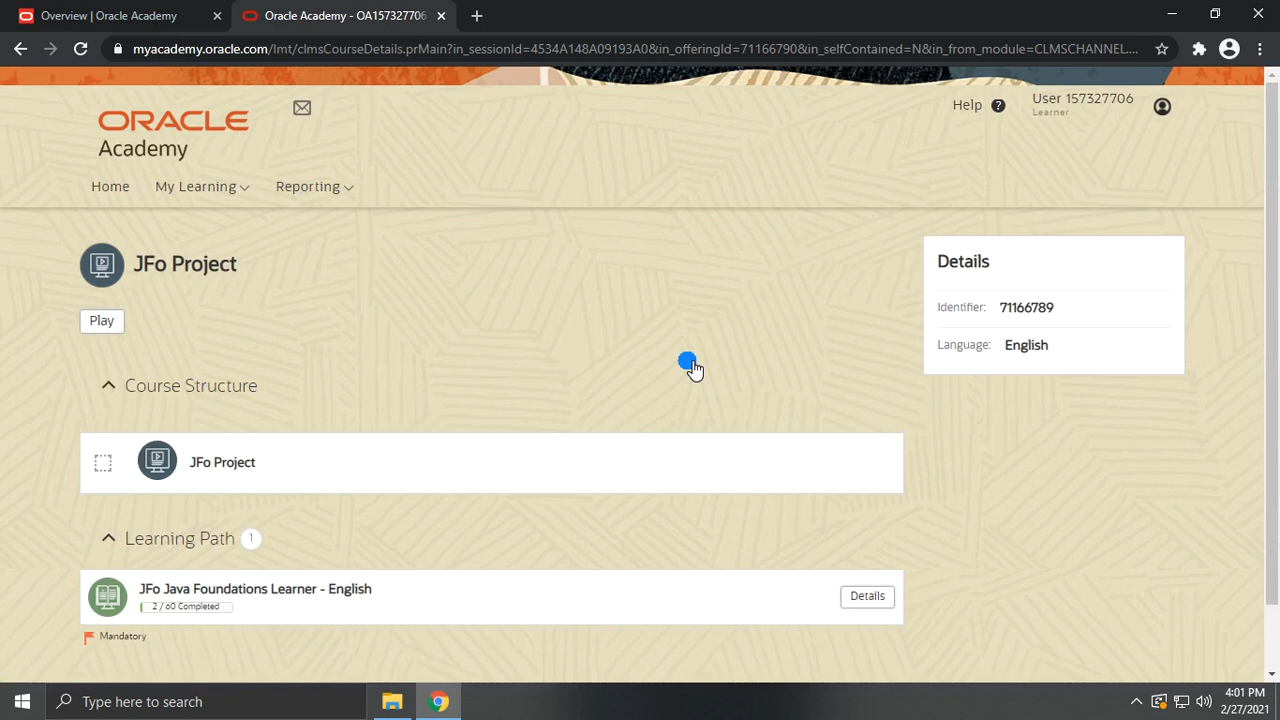 Overview | Oracle Academy
Oracle Academy - OA157327706
myacademy.oracle.com/lmt/clmsCourseDetails.prMain?in_sessionId=4534A148A09193A0&in_offeringId=71166790&in_selfContained=N&in_from_module=CLMSCHANNEL....
ORACLE
Academy
Help ?
User 157327706
Learner
Home My Learning Reporting
JFo Project
Play
Details
Identifier: 71166789
Language: English
Course Structure
JFo Project
Learning Path 1
JFo Java Foundations Learner - English
2 / 60 Completed
Details
Mandatory
Type here to search
4:01 PM
2/27/2021